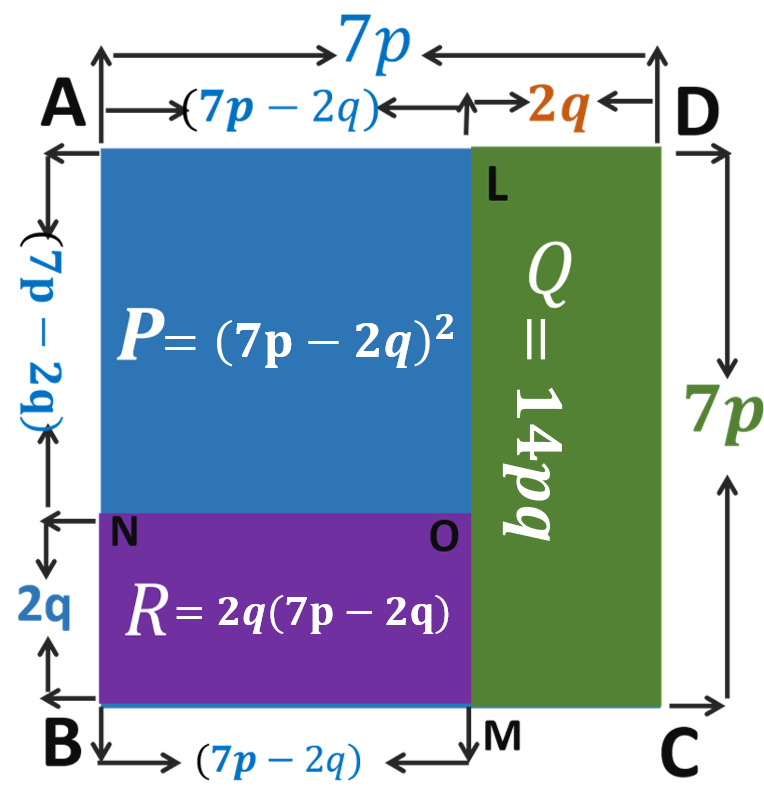 7p
A
(7p − 2q)
2q
D
L
(7p − 2q)
P= (7p − 2q)²
Q = 14pq
7p
N
O
2q
R= 2q(7p − 2q)
B
(7p − 2q)
M
C